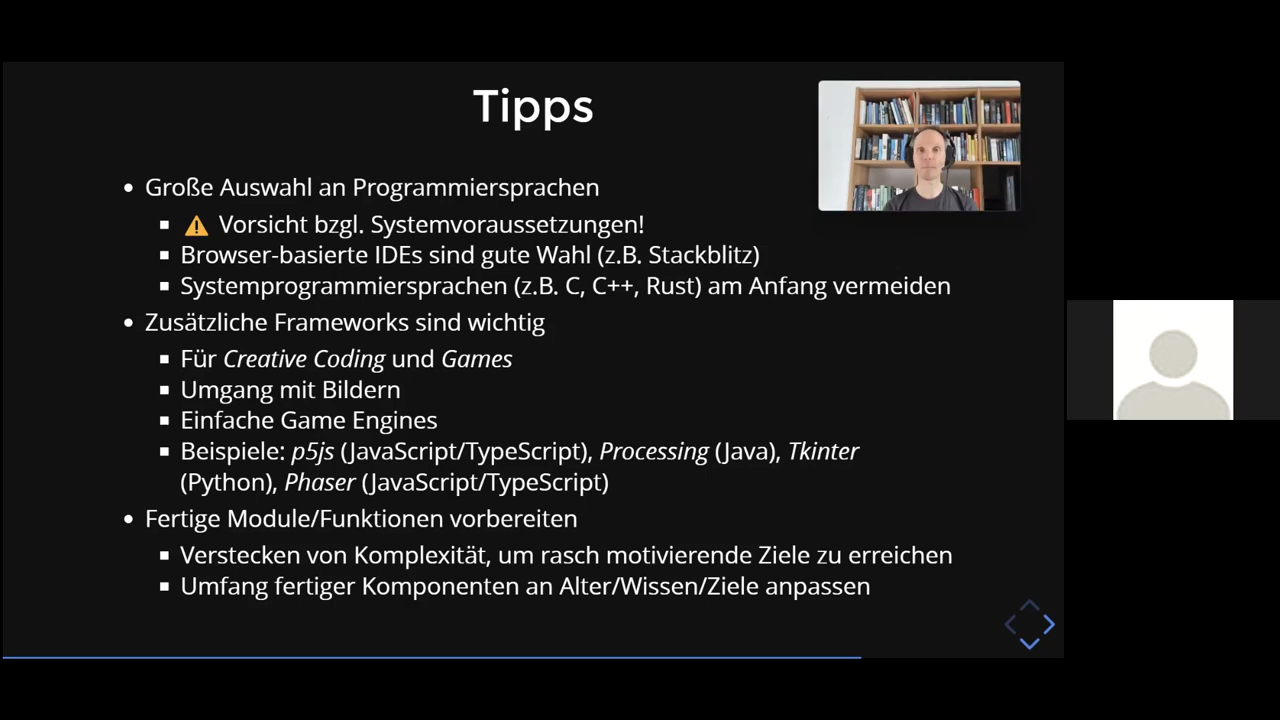 Tipps
Große Auswahl an Programmiersprachen
⚠ Vorsicht bzgl. Systemvoraussetzungen!
Browser-basierte IDEs sind gute Wahl (z.B. Stackblitz)
Systemprogrammiersprachen (z.B. C, C++, Rust) am Anfang vermeiden
Zusätzliche Frameworks sind wichtig
Für Creative Coding und Games
Umgang mit Bildern
Einfache Game Engines
Beispiele: p5js (JavaScript/TypeScript), Processing (Java), Tkinter
(Python), Phaser (JavaScript/TypeScript)
Fertige Module/Funktionen vorbereiten
Verstecken von Komplexität, um rasch motivierende Ziele zu erreichen
Umfang fertiger Komponenten an Alter/Wissen/Ziele anpassen